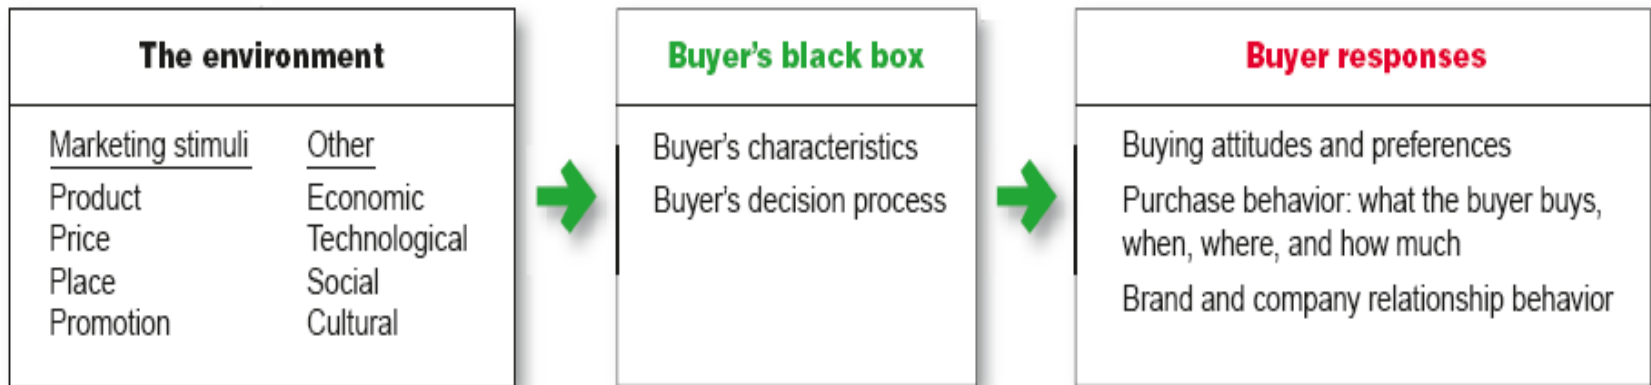 The environment
Marketing stimuli
Product
Price
Place
Promotion
Other
Economic
Technological
Social
Cultural
Buyer's black box
Buyer's characteristics
Buyer's decision process
Buyer responses
Buying attitudes and preferences
Purchase behavior: what the buyer buys,
when, where, and how much
Brand and company relationship behavior